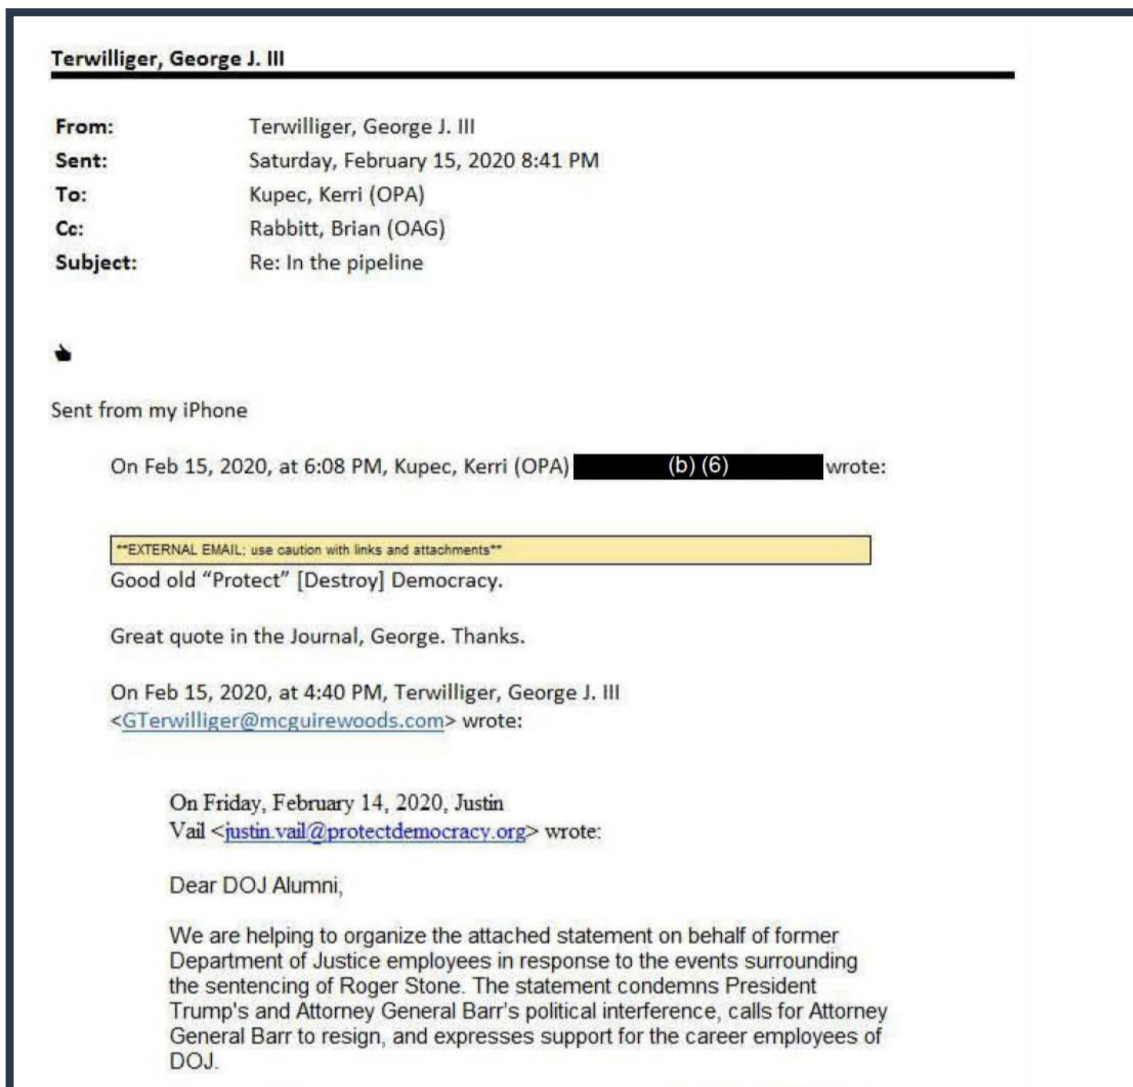 Terwilliger, George J. III
From: Terwilliger, George J. III
Sent: Saturday, February 15, 2020 8:41 PM
To: Kupec, Kerri (OPA)
Cc: Rabbitt, Brian (OAG)
Subject: Re: In the pipeline
Sent from my iPhone
On Feb 15, 2020, at 6:08 PM, Kupec, Kerri (OPA) (b) (6) wrote:
**EXTERNAL EMAIL; use caution with links and attachments**
Good old “Protect” [Destroy] Democracy.
Great quote in the Journal, George. Thanks.
On Feb 15, 2020, at 4:40 PM, Terwilliger, George J. III
<GTerwilliger@mcguirewoods.com> wrote:
On Friday, February 14, 2020, Justin
Vail <justin.vail@protectdemocracy.org> wrote:
Dear DOJ Alumni,
We are helping to organize the attached statement on behalf of former
Department of Justice employees in response to the events surrounding
the sentencing of Roger Stone. The statement condemns President
Trump's and Attorney General Barr's political interference, calls for Attorney
General Barr to resign, and expresses support for the career employees of
DOJ.